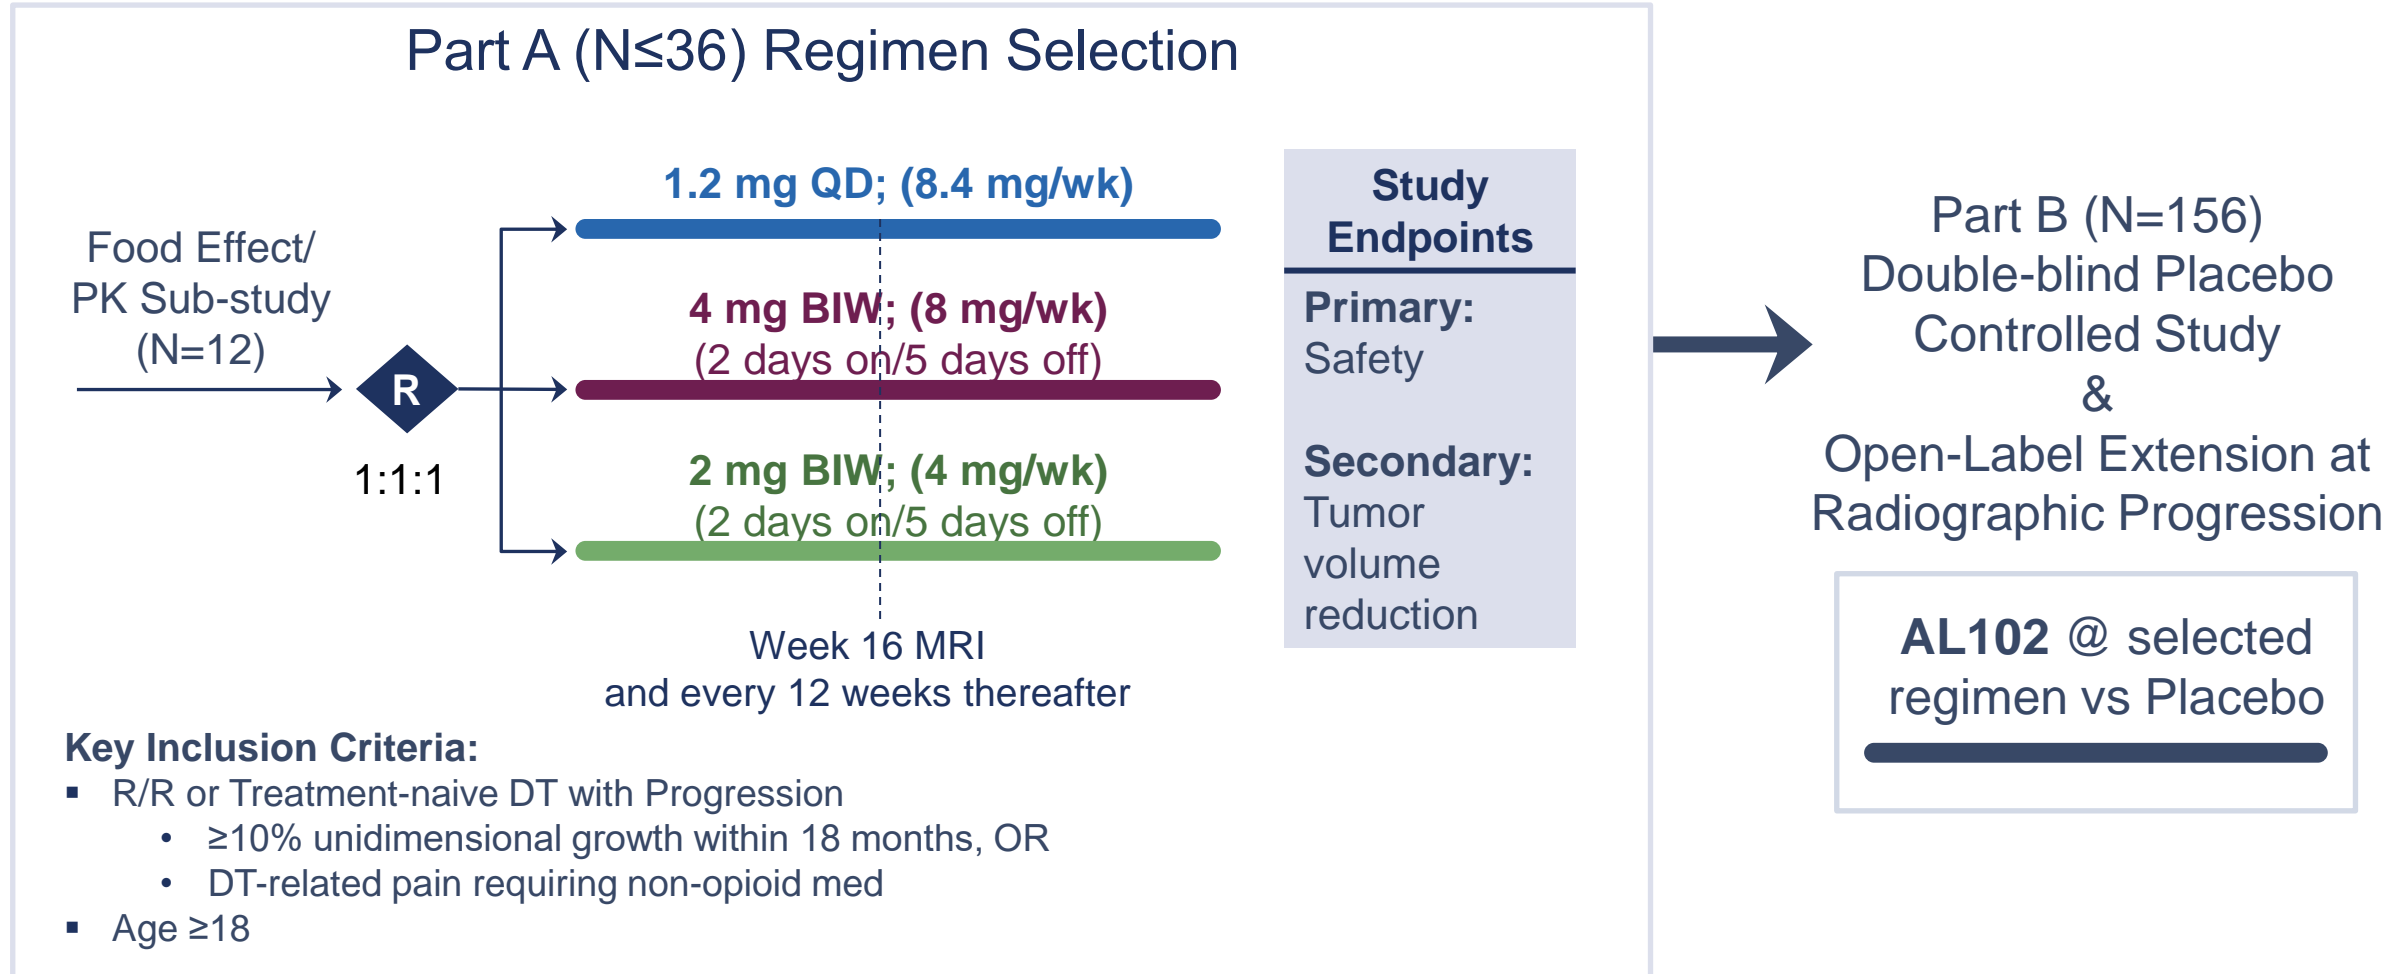 Part A (N≤36) Regimen Selection
Food Effect/
PK Sub-study
(N=12)
R
1:1:1
1.2 mg QD; (8.4 mg/wk)
4 mg BIW; (8 mg/wk)
(2 days on/5 days off)
2 mg BIW; (4 mg/wk)
(2 days on/5 days off)
Week 16 MRI
and every 12 weeks thereafter
Study
Endpoints
Primary:
Safety
Secondary:
Tumor
volume
reduction
Key Inclusion Criteria:
▪ R/R or Treatment-naive DT with Progression
• ≥10% unidimensional growth within 18 months, OR
• DT-related pain requiring non-opioid med
▪ Age ≥18
Part B (N=156)
Double-blind Placebo
Controlled Study
&
Open-Label Extension at
Radiographic Progression
AL102 @ selected
regimen vs Placebo